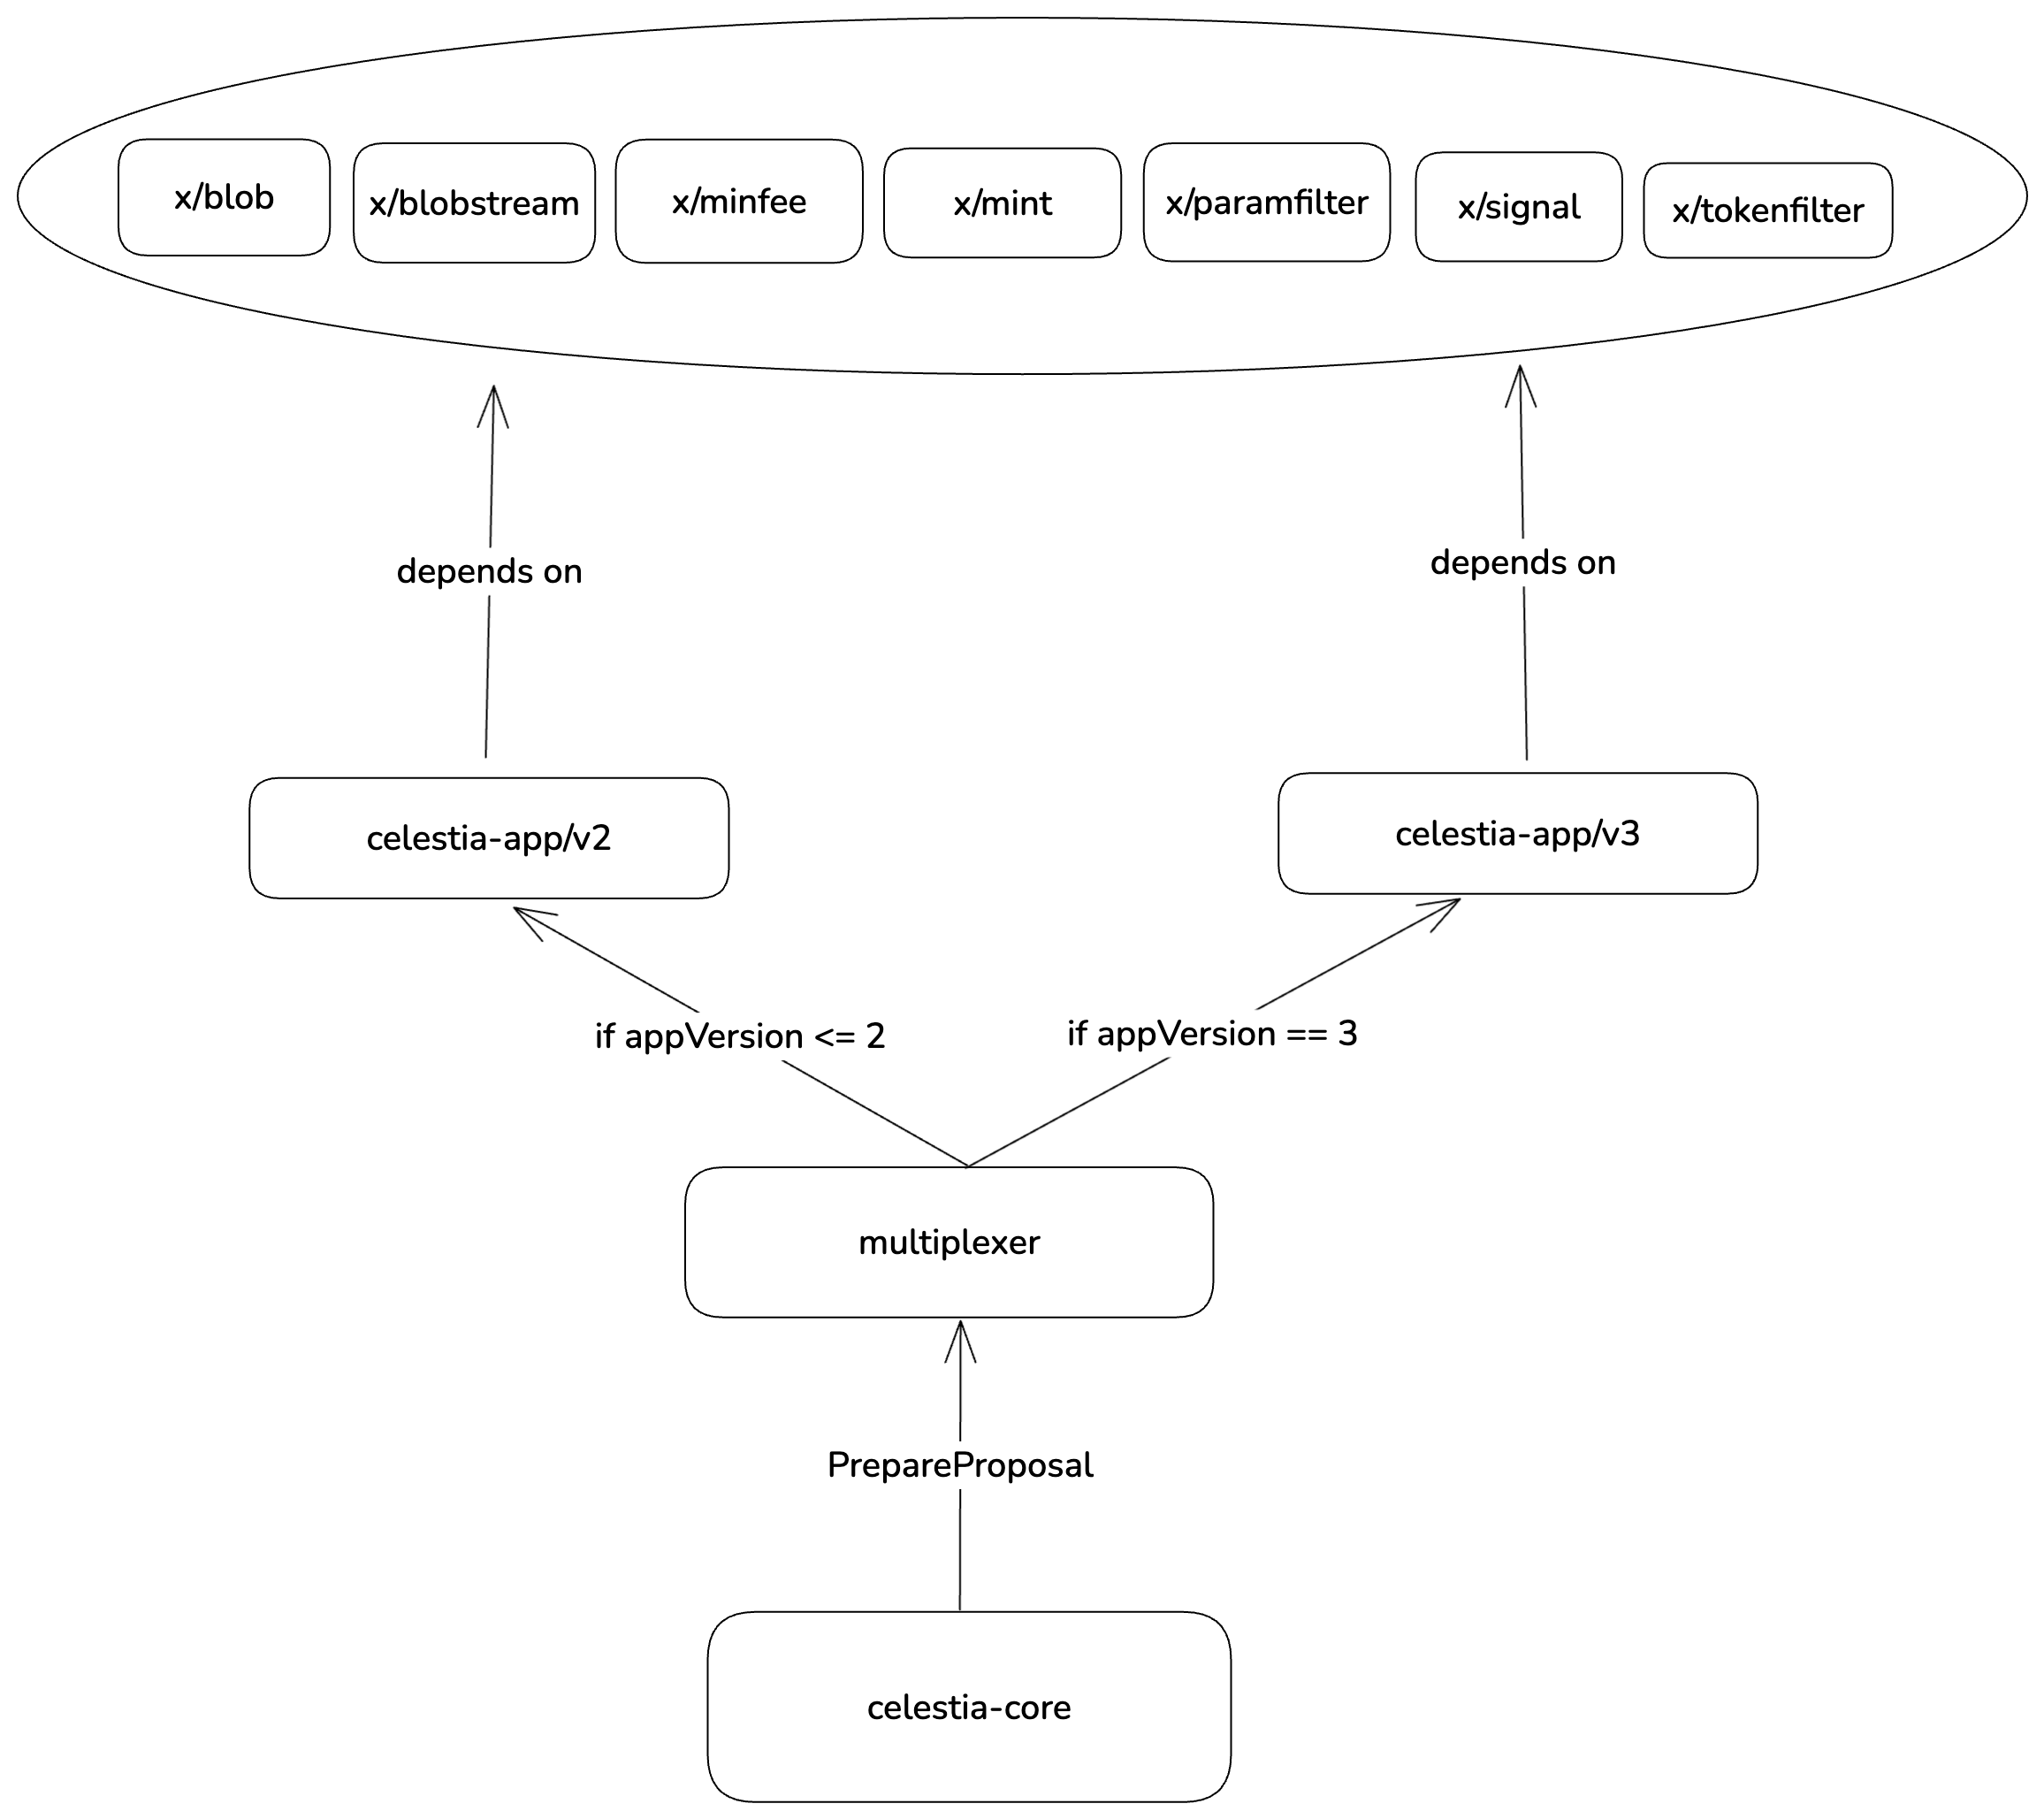 x/blob
x/blobstream
x/minfee
x/mint
x/paramfilter
x/signal
x/tokenfilter
depends on
depends on
celestia-app/v2
celestia-app/v3
if appVersion <= 2
if appVersion == 3
multiplexer
PrepareProposal
celestia-core